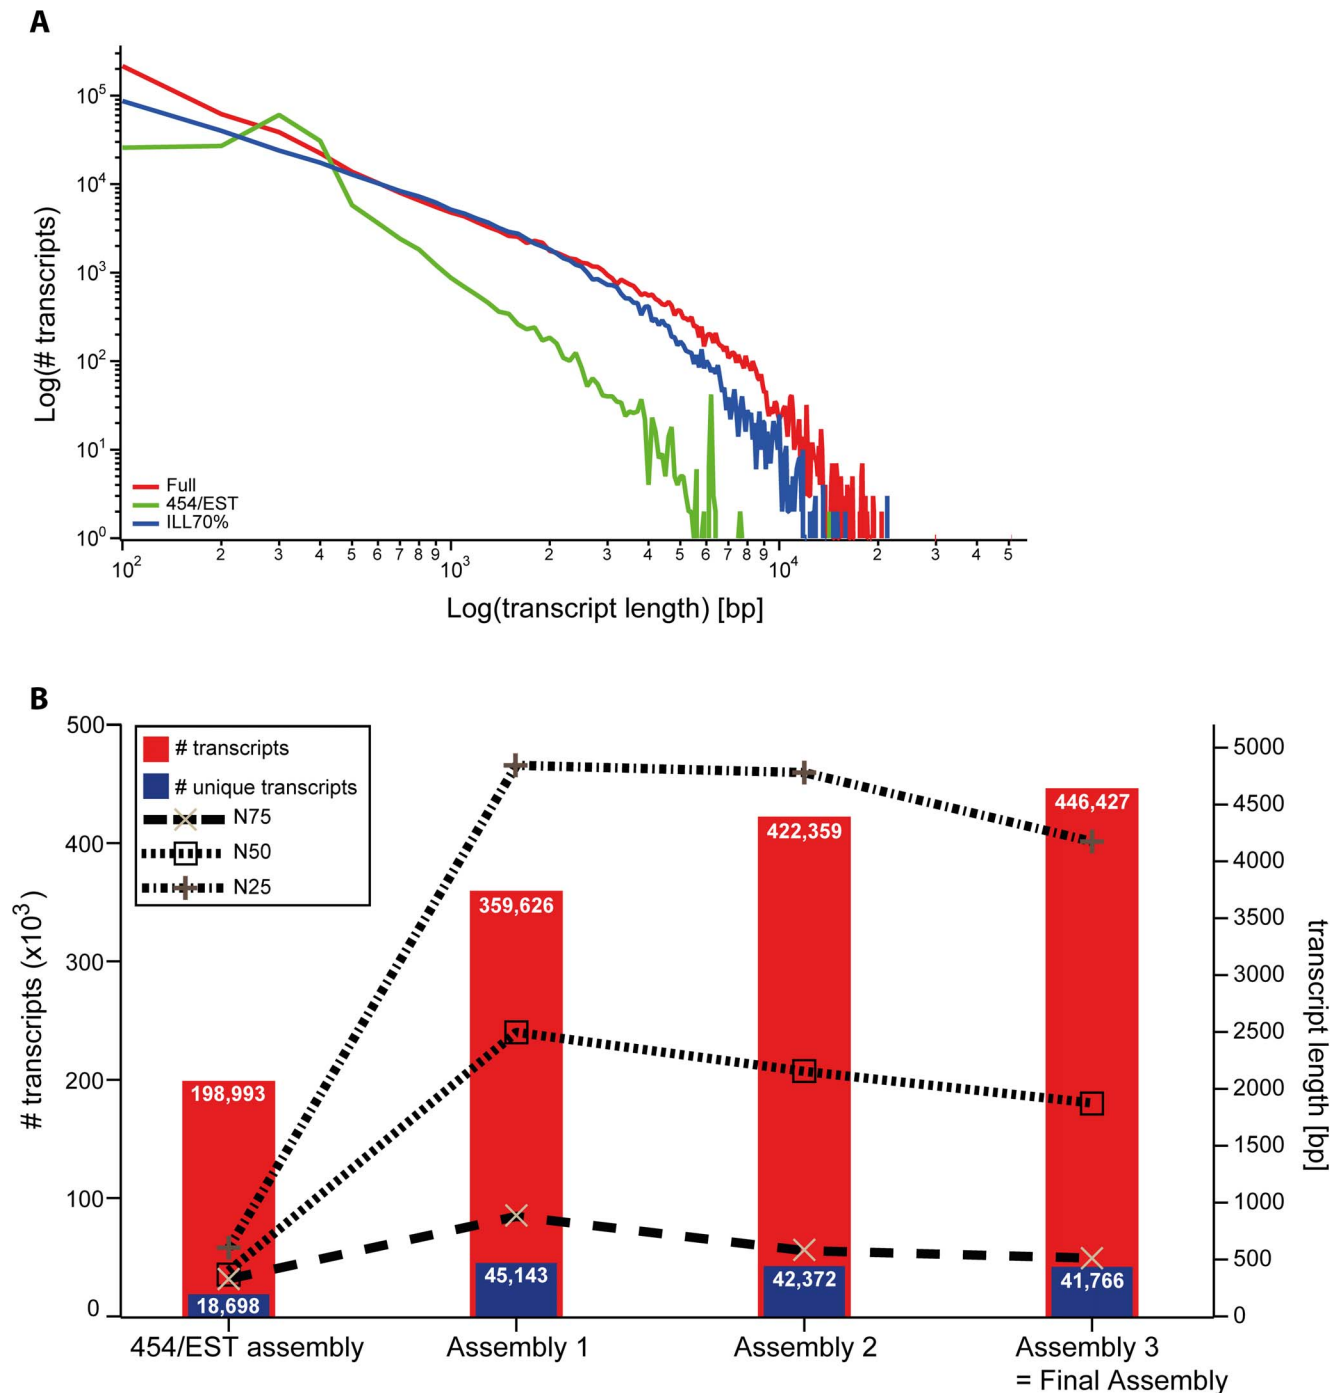 A
Log(# transcripts)
10^5
10^4
10^3
10^2
10^1
10^0
Full
454/EST
ILL70%
10^2 2 3 4 5 6 7 8 9 10^3 2 3 4 5 6 7 8 9 10^4 2 3 4 5
Log(transcript length) [bp]
B
# transcripts (x10^3)
500
400
300
200
100
0
# transcripts
# unique transcripts
N75
N50
N25
198,993
18,698
359,626
45,143
422,359
42,372
446,427
41,766
5000
4500
4000
3500
3000
2500
2000
1500
1000
500
0
transcript length [bp]
454/EST assembly Assembly 1 Assembly 2 Assembly 3
= Final Assembly